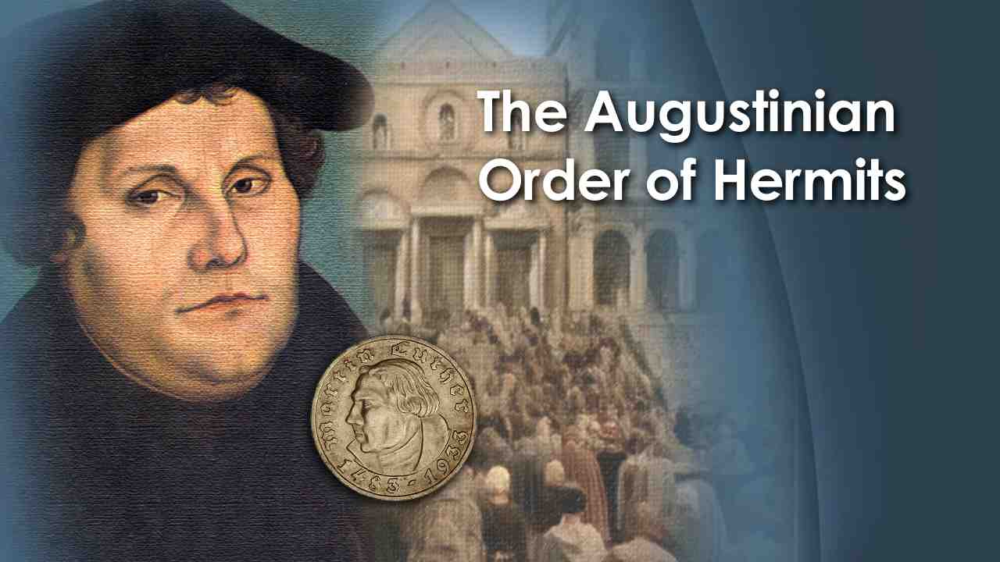 The Augustinian
Order of Hermits
Martin Luther
1483-1933